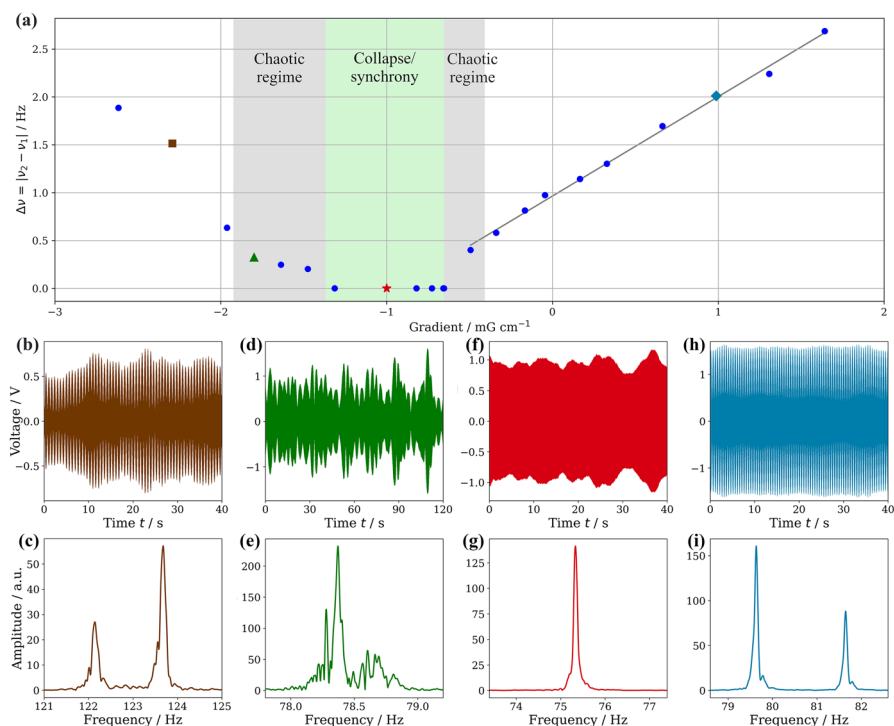 (a)
Chaotic regime
Collapse/ synchrony
Chaotic regime
Δν = |ν₂ − ν₁| / Hz
2.5
2.0
1.5
1.0
0.5
0.0
−3 −2 −1 0 1 2
Gradient / mG cm⁻¹
(b) (d) (f) (h)
Voltage / V
0.5
0.0
−0.5
0 10 20 30 40
Time t / s
1
0
−1
0 30 60 90 120
Time t / s
1.0
0.5
0.0
−0.5
−1.0
0 10 20 30 40
Time t / s
1
0
−1
0 10 20 30 40
Time t / s
(c) (e) (g) (i)
Amplitude / a.u.
50
40
30
20
10
0
121 122 123 124 125
Frequency / Hz
200
150
100
50
0
78.0 78.5 79.0
Frequency / Hz
125
100
75
50
25
0
74 75 76 77
Frequency / Hz
150
100
50
0
79 80 81 82
Frequency / Hz